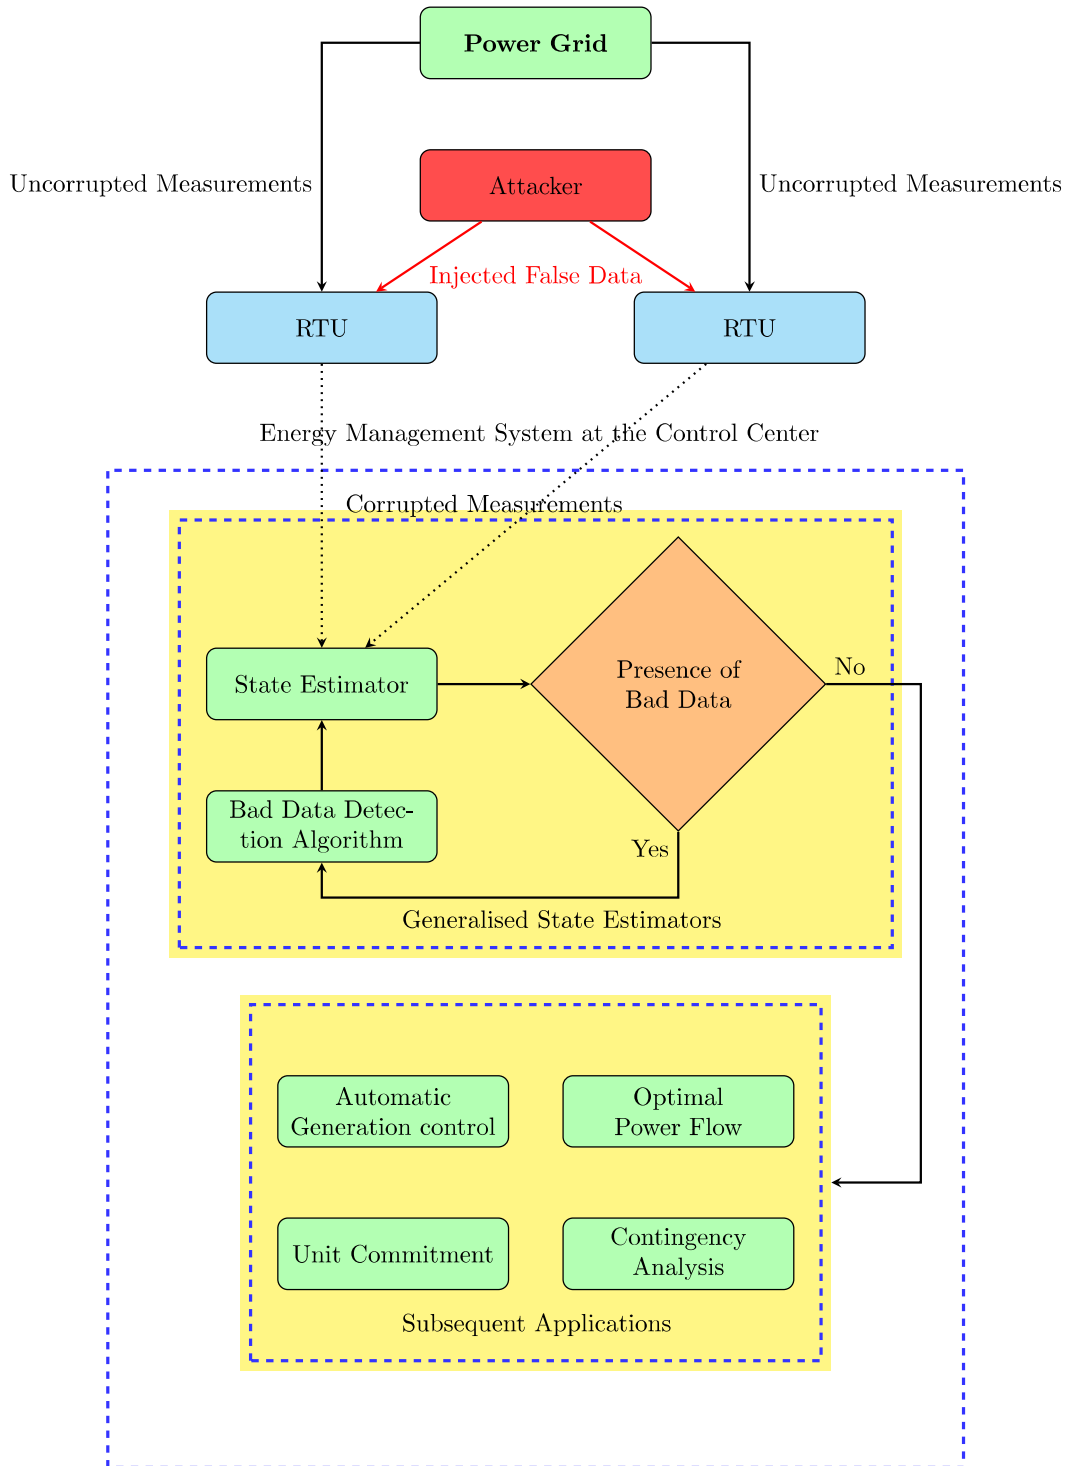 Power Grid
Uncorrupted Measurements
Attacker
Uncorrupted Measurements
Injected False Data
RTU
RTU
Energy Management System at the Control Center
Corrupted Measurements
State Estimator
Presence of
Bad Data
No
Bad Data Detec-
tion Algorithm
Yes
Generalised State Estimators
Automatic
Generation control
Optimal
Power Flow
Unit Commitment
Contingency
Analysis
Subsequent Applications